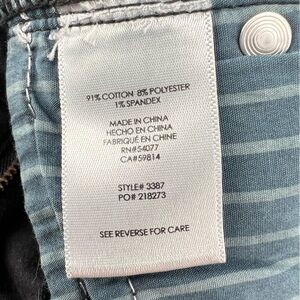 91% COTTON 8% POLYESTER
1% SPANDEX
MADE IN CHINA
HECHO EN CHINA
FABRIQUÉ EN CHINE
RN#54077
CA#59814
STYLE# 3387
PO# 218273
SEE REVERSE FOR CARE